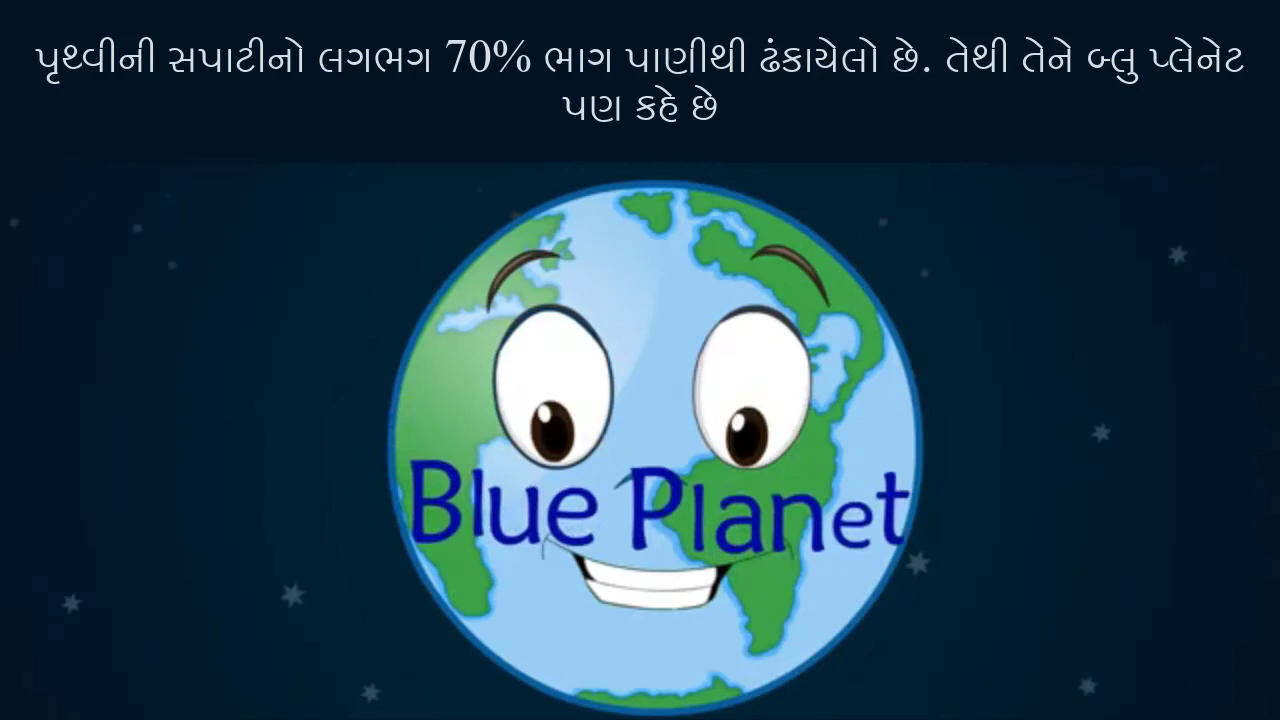 પૃથ્વીની સપાટીનો લગભગ 70% ભાગ પાણીથી ઢંકાયેલો છે. તેથી તેને બ્લુ પ્લેનેટ
પણ કહે છે
Blue Planet